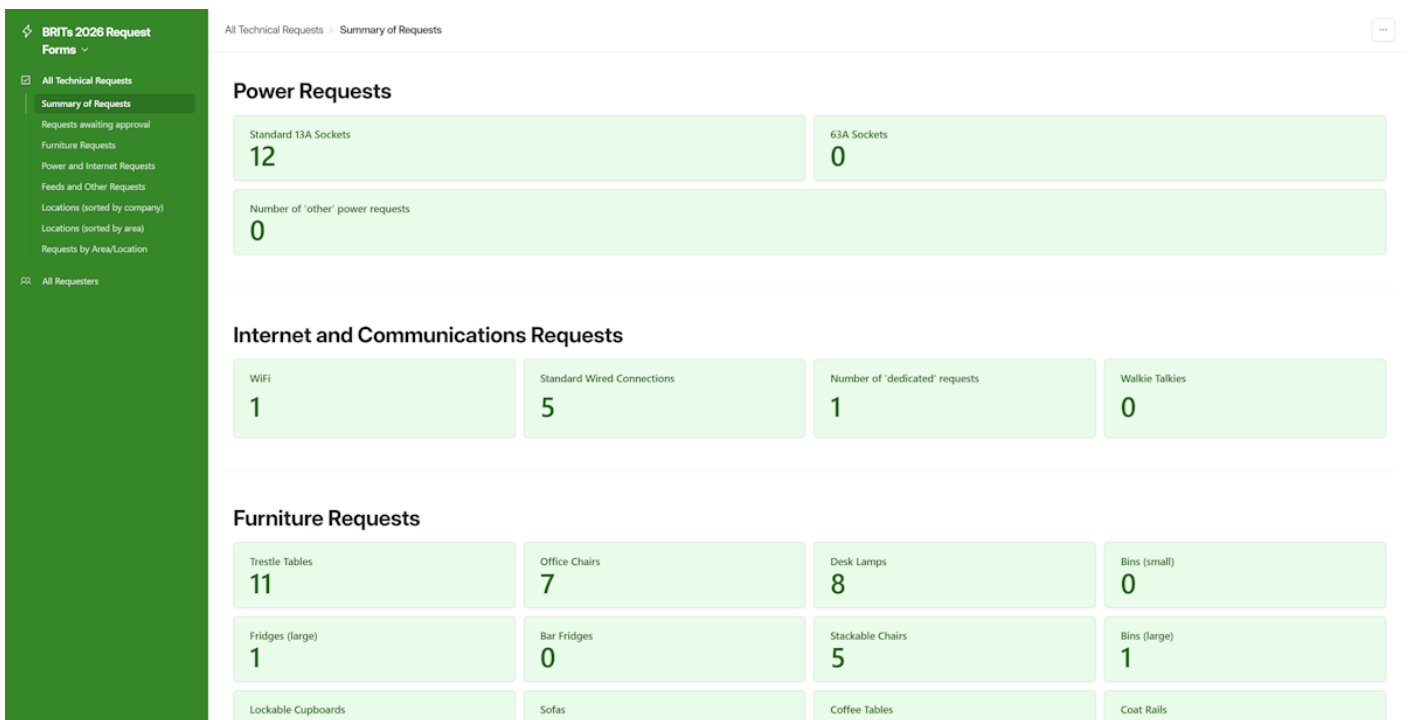 BRITs 2026 Request
Forms
All Technical Requests
Summary of Requests
Requests awaiting approval
Furniture Requests
Power and Internet Requests
Feeds and Other Requests
Locations (sorted by company)
Locations (sorted by area)
Requests by Area/Location
All Requesters
All Technical Requests > Summary of Requests
...
Power Requests
Standard 13A Sockets
12
63A Sockets
0
Number of 'other' power requests
0
Internet and Communications Requests
WiFi
1
Standard Wired Connections
5
Number of 'dedicated' requests
1
Walkie Talkies
0
Furniture Requests
Trestle Tables
11
Office Chairs
7
Desk Lamps
8
Bins (small)
0
Fridges (large)
1
Bar Fridges
0
Stackable Chairs
5
Bins (large)
1
Lockable Cupboards
Sofas
Coffee Tables
Coat Rails